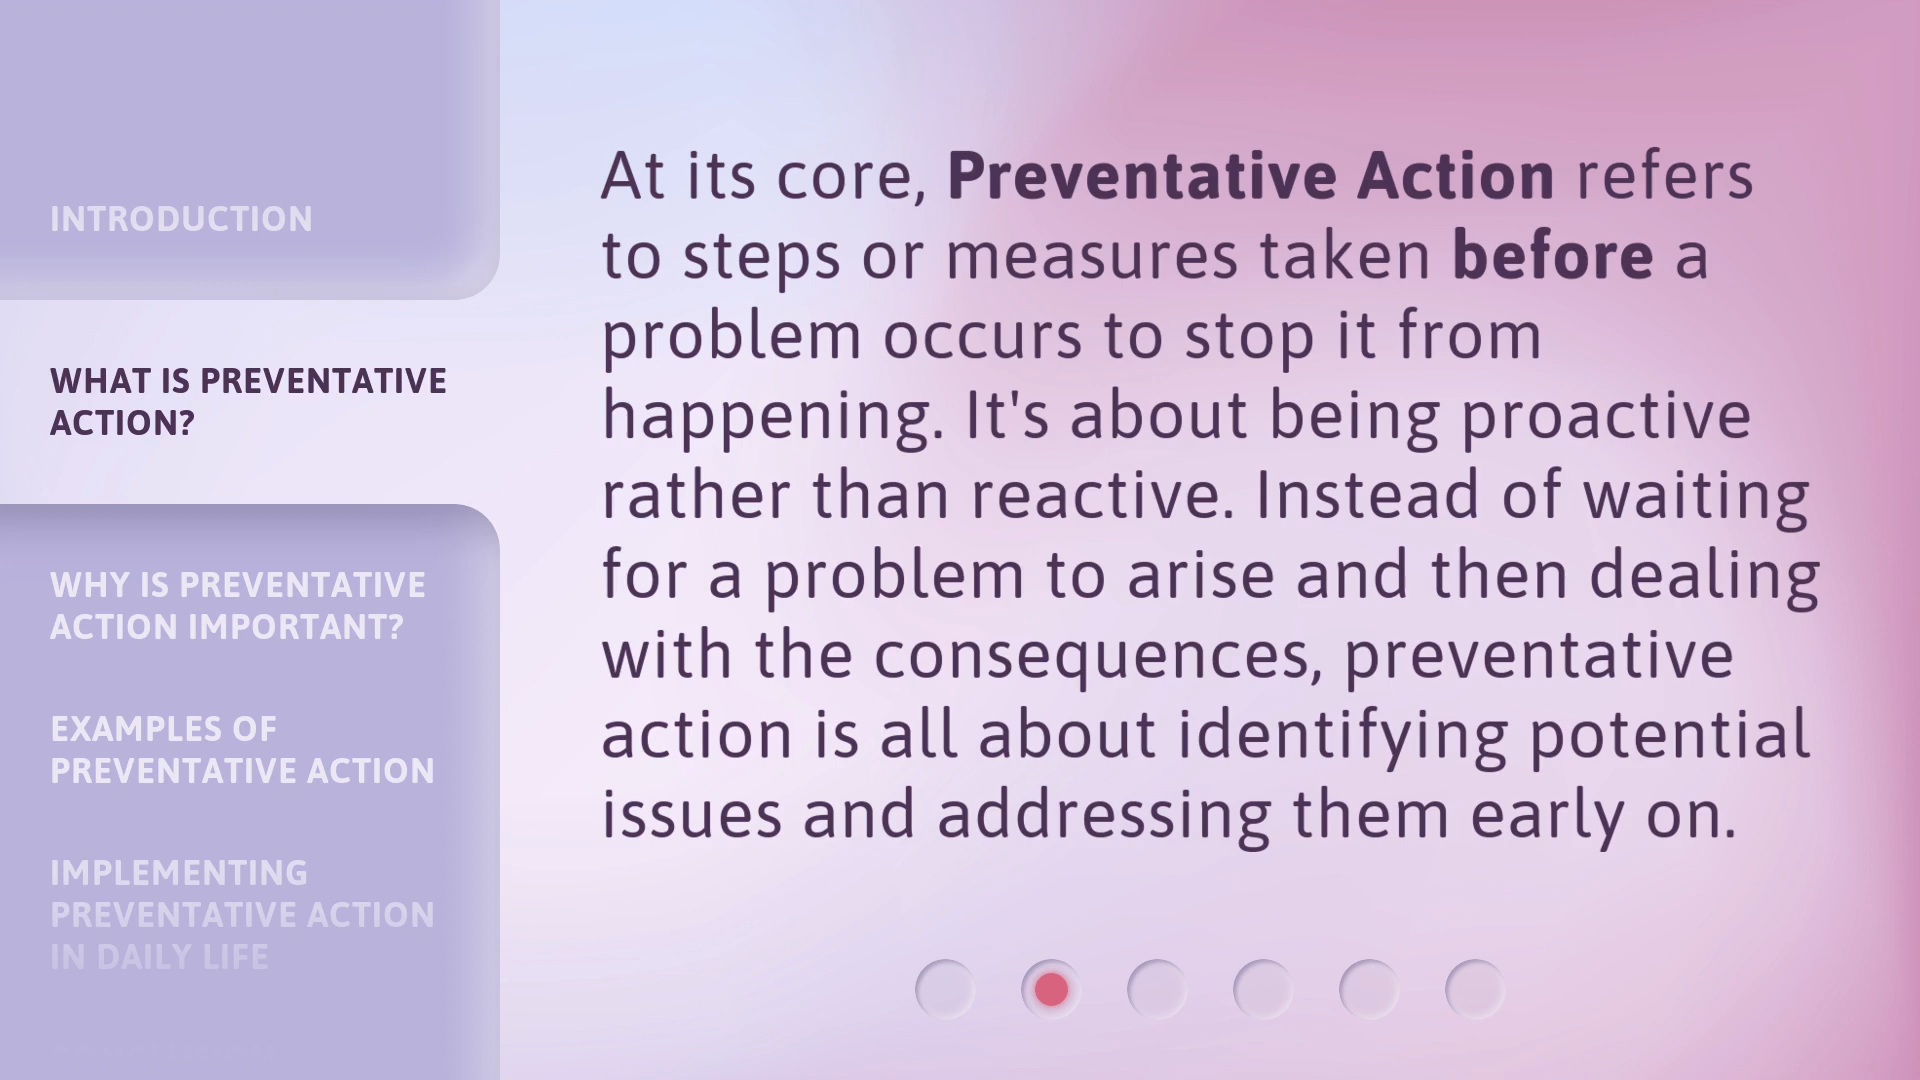 INTRODUCTION
WHAT IS PREVENTATIVE
ACTION?
WHY IS PREVENTATIVE
ACTION IMPORTANT?
EXAMPLES OF
PREVENTATIVE ACTION
IMPLEMENTING
PREVENTATIVE ACTION
IN DAILY LIFE
At its core, Preventative Action refers
to steps or measures taken before a
problem occurs to stop it from
happening. It's about being proactive
rather than reactive. Instead of waiting
for a problem to arise and then dealing
with the consequences, preventative
action is all about identifying potential
issues and addressing them early on.